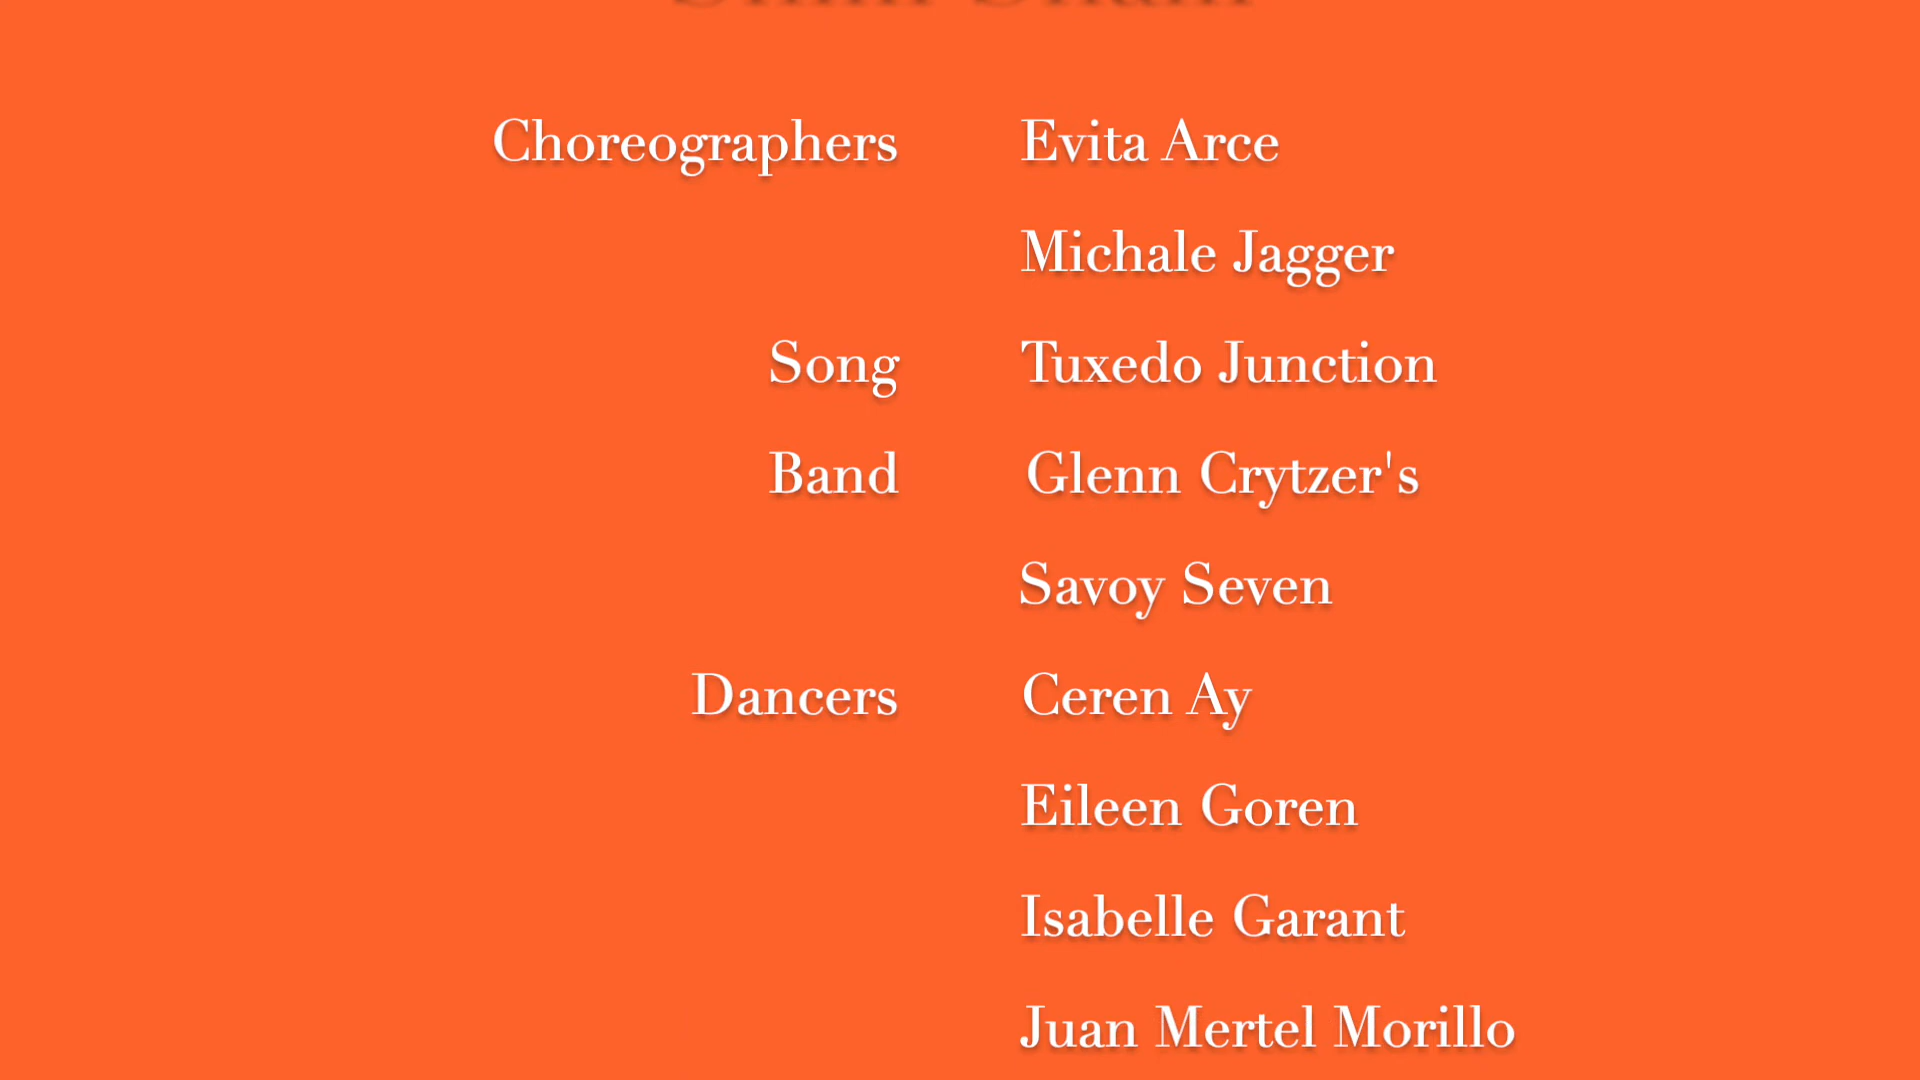 Choreographers Evita Arce
Michale Jagger
Song Tuxedo Junction
Band Glenn Crytzer's
Savoy Seven
Dancers Ceren Ay
Eileen Goren
Isabelle Garant
Juan Mertel Morillo